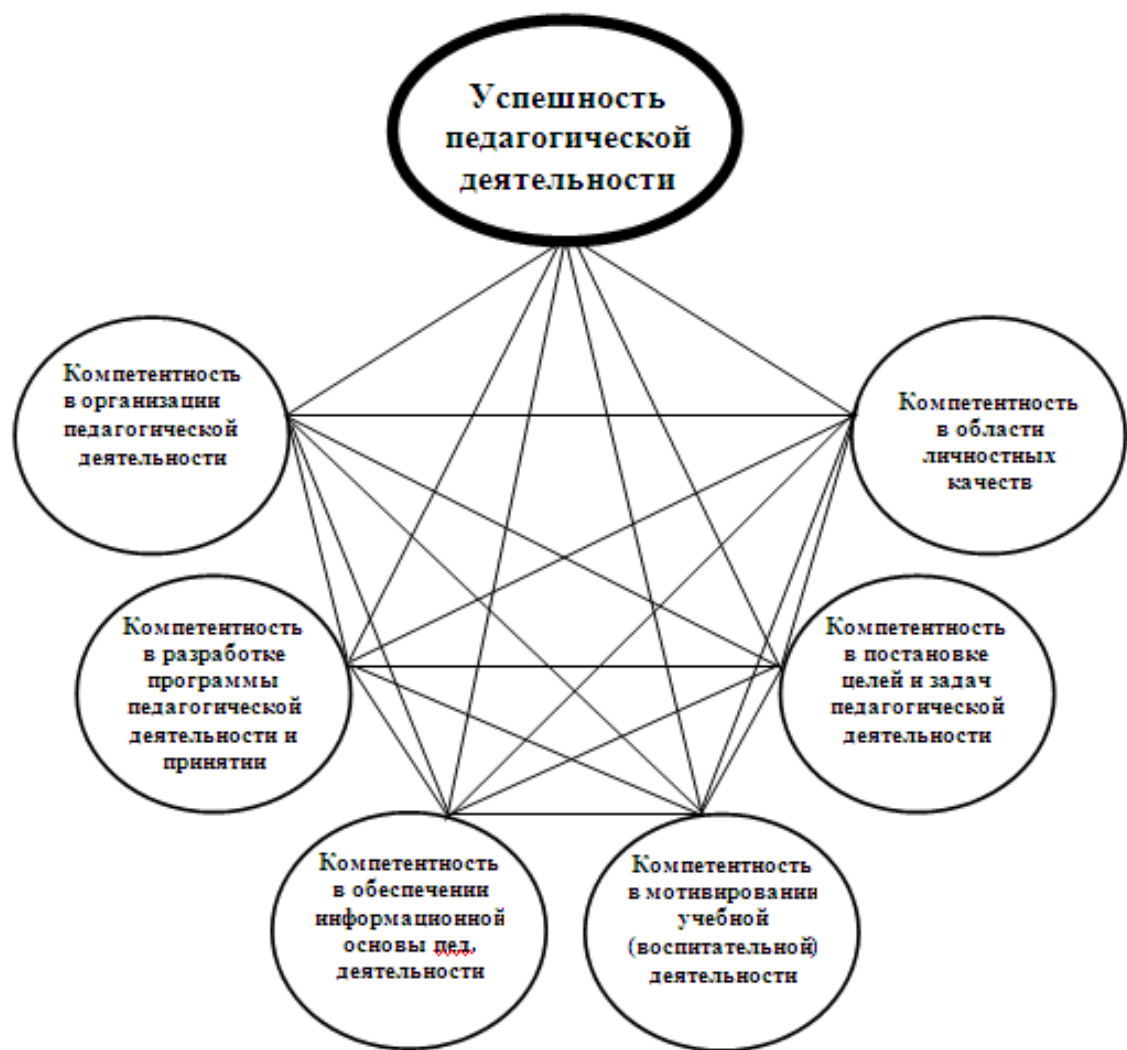 Успешность
педагогической
деятельности
Компетентность
в организации
педагогической
деятельности
Компетентность
в области
личностных
качеств
Компетентность
в разработке
программы
педагогической
деятельности и
принятии
Компетентность
в постановке
целей и задач
педагогической
деятельности
Компетентность
в обеспечении
информационной
основы пед.
деятельности
Компетентность
в мотивировании
учебной
(воспитательной)
деятельности